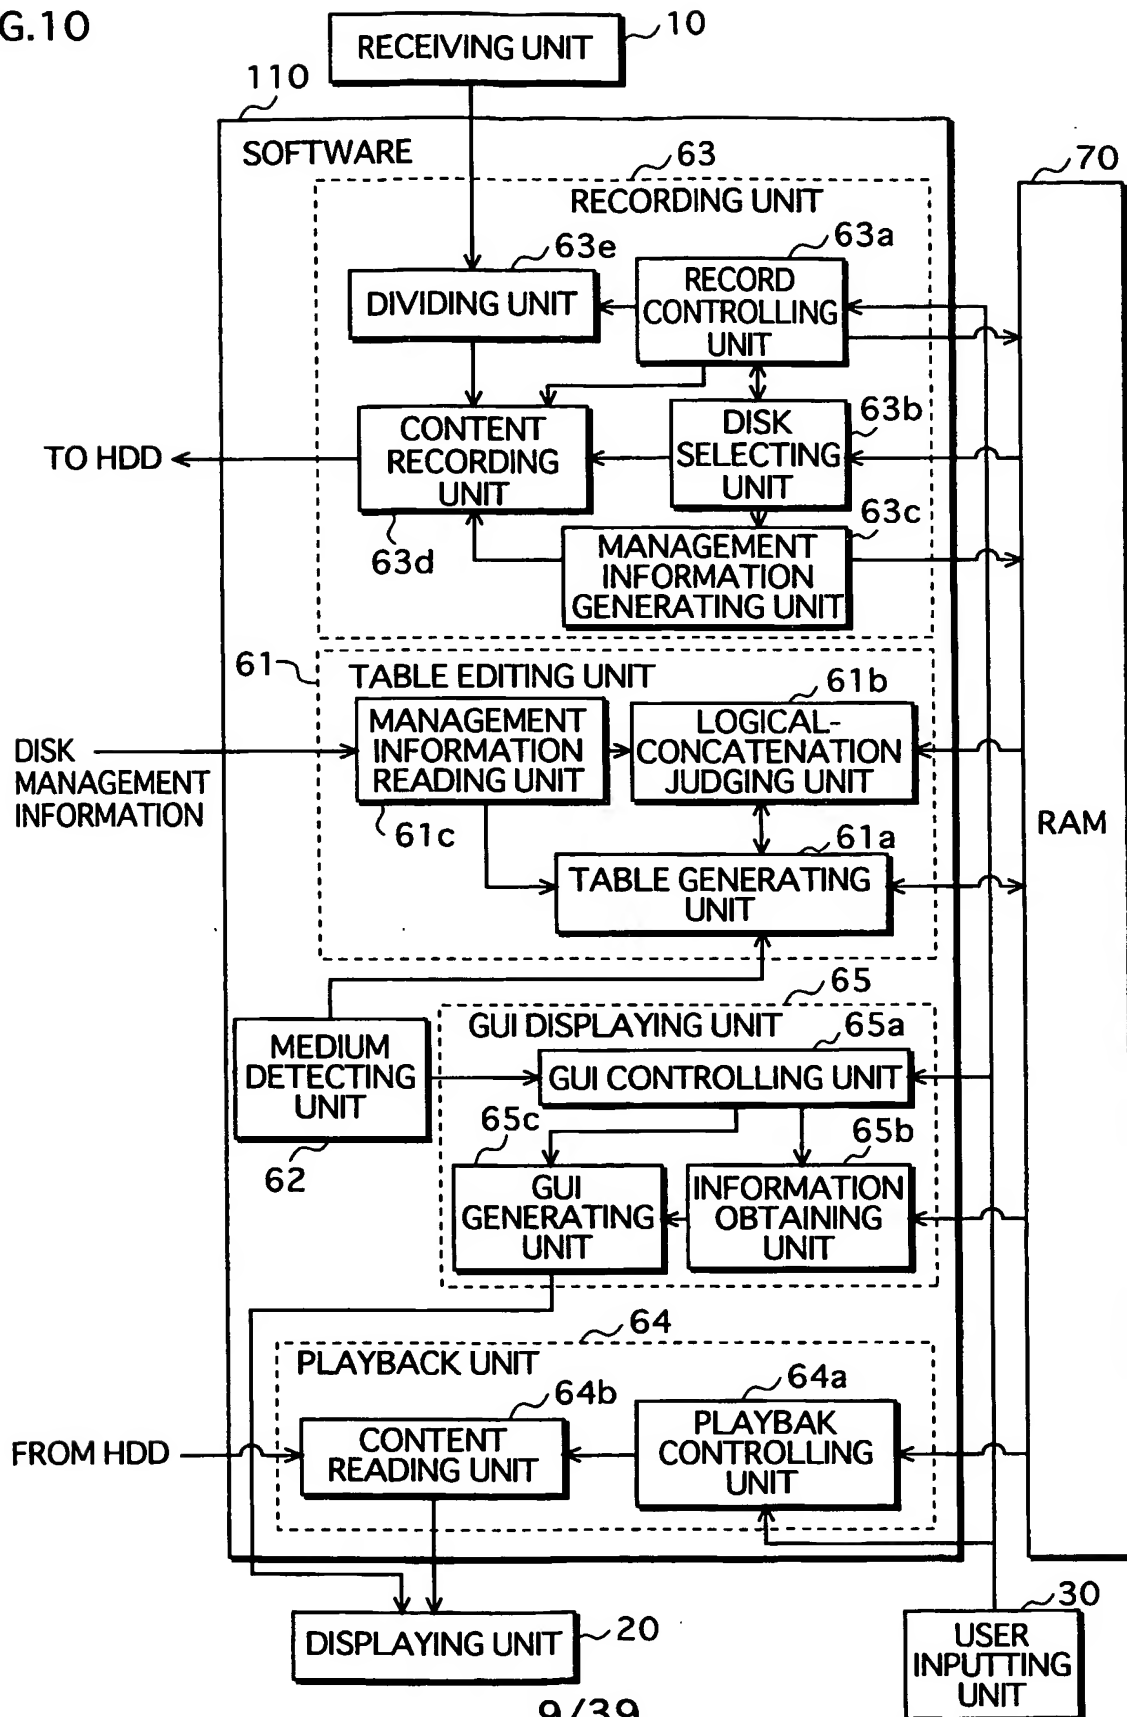 G.10
RECEIVING UNIT
10
110
SOFTWARE
63
70
RECORDING UNIT
63e
63a
DIVIDING UNIT
RECORD
CONTROLLING
UNIT
CONTENT
RECORDING
UNIT
DISK
SELECTING
UNIT
63b
TO HDD
63d
63c
MANAGEMENT
INFORMATION
GENERATING UNIT
61
TABLE EDITING UNIT
61b
MANAGEMENT
INFORMATION
READING UNIT
LOGICAL-
CONCATENATION
JUDGING UNIT
DISK
MANAGEMENT
INFORMATION
61c
61a
RAM
TABLE GENERATING
UNIT
65
GUI DISPLAYING UNIT
65a
MEDIUM
DETECTING
UNIT
GUI CONTROLLING UNIT
62
65c
65b
GUI
GENERATING
UNIT
INFORMATION
OBTAINING
UNIT
64
PLAYBACK UNIT
64b
64a
FROM HDD
CONTENT
READING UNIT
PLAYBAK
CONTROLLING
UNIT
30
DISPLAYING UNIT
20
USER
INPUTTING
UNIT
9/39